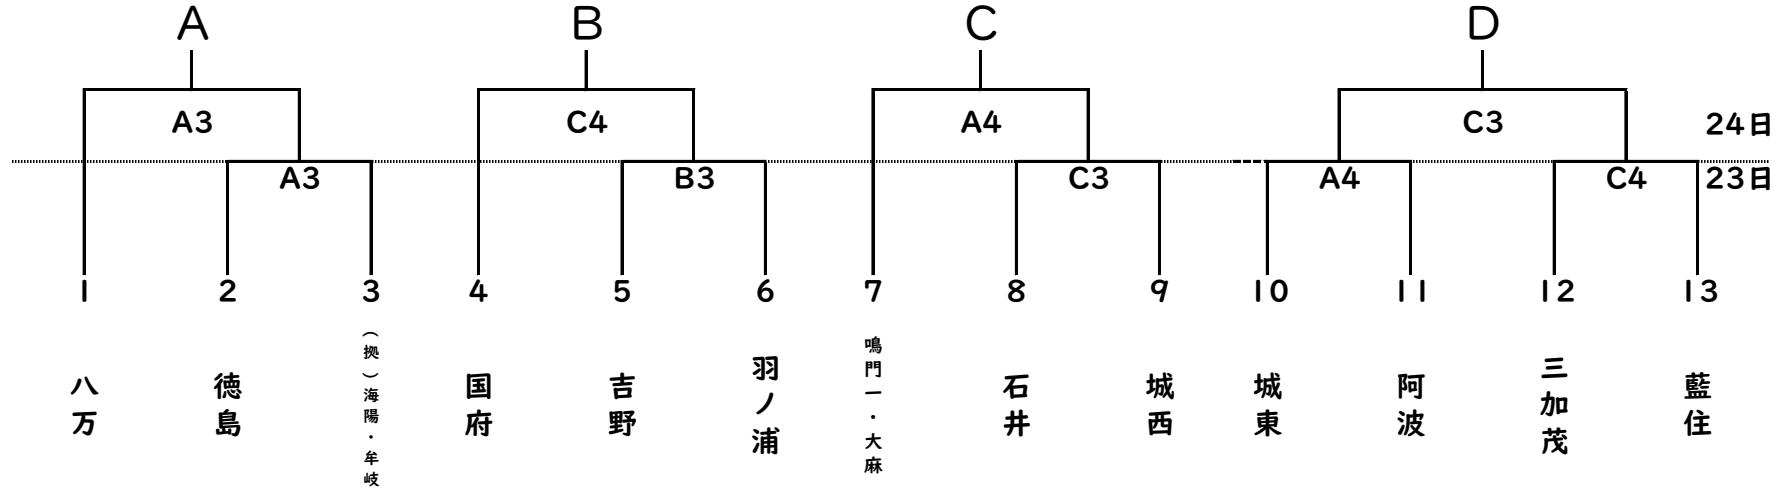 A
B
C
D
A3
C4
A4
C3
24日
A3
B3
C3
A4
C4
23日
1
2
3
4
5
6
7
8
9
10
11
12
13
八万
徳島
（拠）海陽・牟岐
国府
吉野
羽ノ浦
鳴門一・大麻
石井
城西
城東
阿波
三加茂
藍住